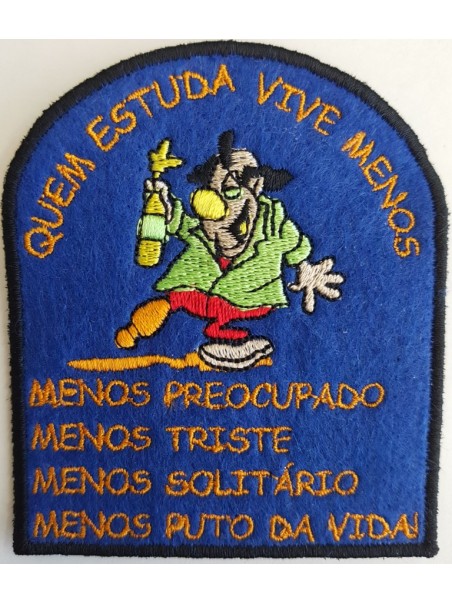 QUEM ESTUDA VIVE MENOS
MENOS PREOCUPADO
MENOS TRISTE
MENOS SOLITÁRIO
MENOS PUTO DA VIDA!